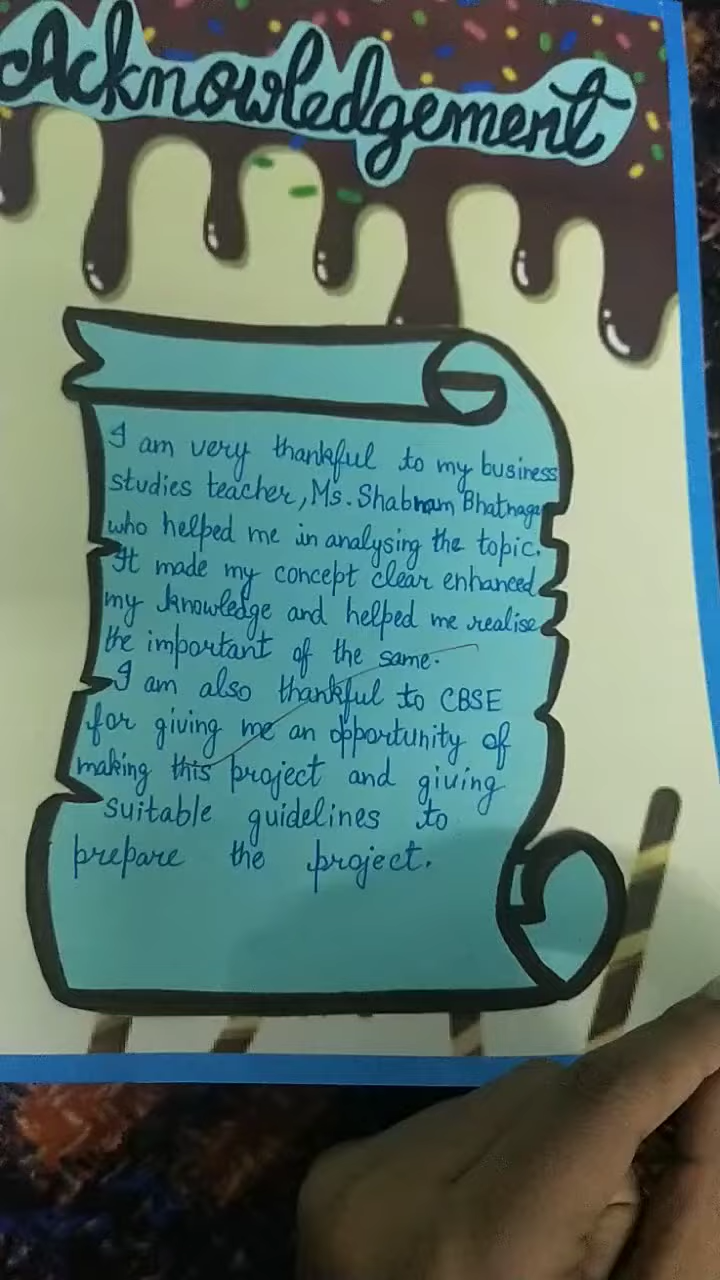 Acknowledgement
I am very thankful to my business
studies teacher, Ms. Shabnam Bhatnagar
who helped me in analysing the topic.
It made my concept clear enhanced
my knowledge and helped me realise
the important of the same.
I am also thankful to CBSE
for giving me an opportunity of
making this project and giving
suitable guidelines to
prepare the project.